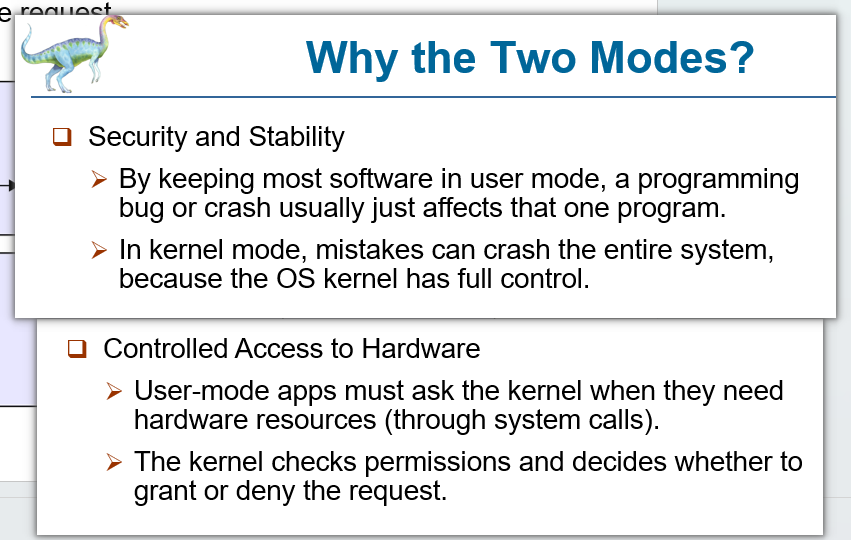 e request
Why the Two Modes?
Security and Stability
By keeping most software in user mode, a programming
bug or crash usually just affects that one program.
In kernel mode, mistakes can crash the entire system,
because the OS kernel has full control.
Controlled Access to Hardware
User-mode apps must ask the kernel when they need
hardware resources (through system calls).
The kernel checks permissions and decides whether to
grant or deny the request.